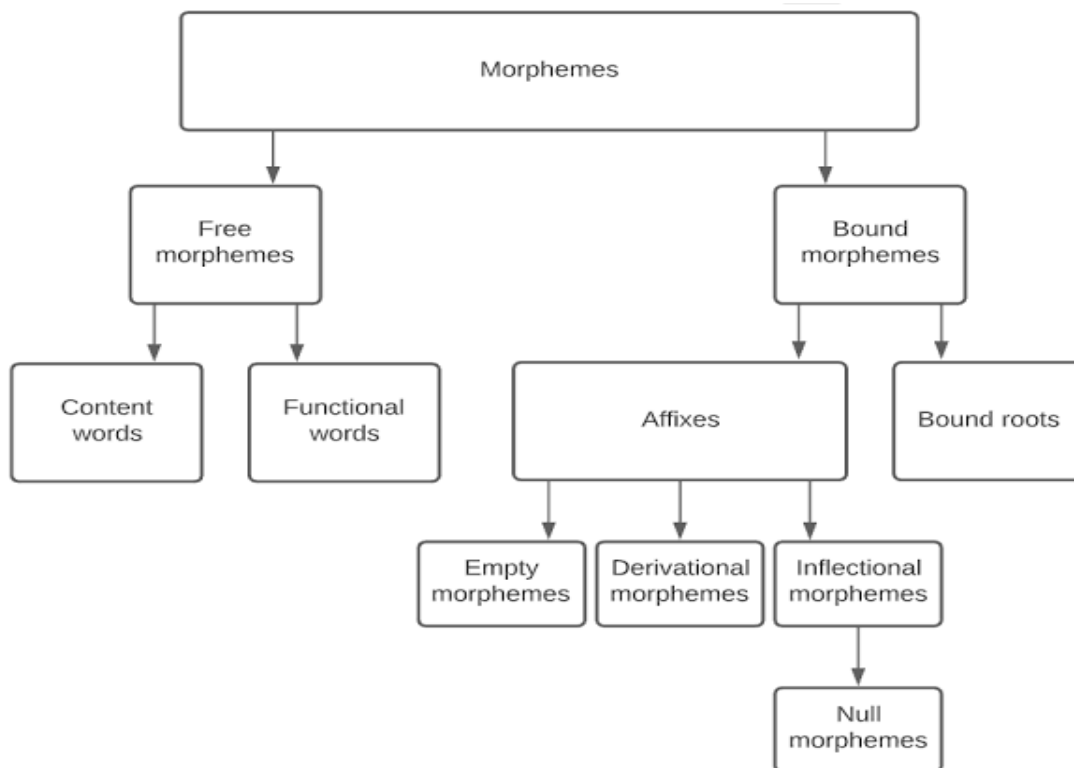 Morphemes
Free
morphemes
Bound
morphemes
Content
words
Functional
words
Affixes
Bound roots
Empty
morphemes
Derivational
morphemes
Inflectional
morphemes
Null
morphemes